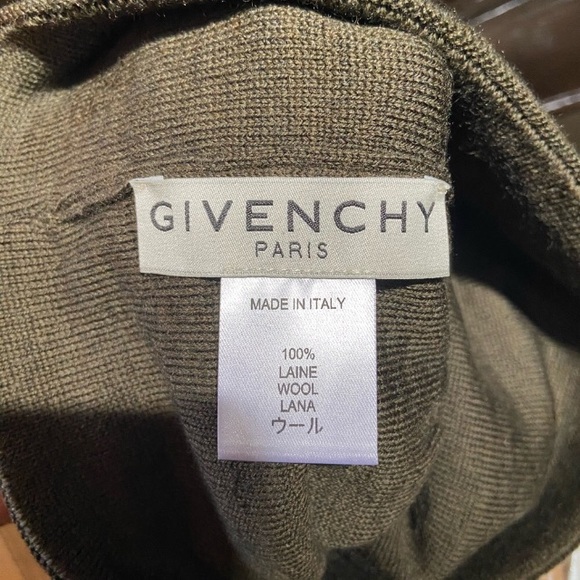 GIVENCHY
PARIS
MADE IN ITALY
100%
LAINE
WOOL
LANA
ウール